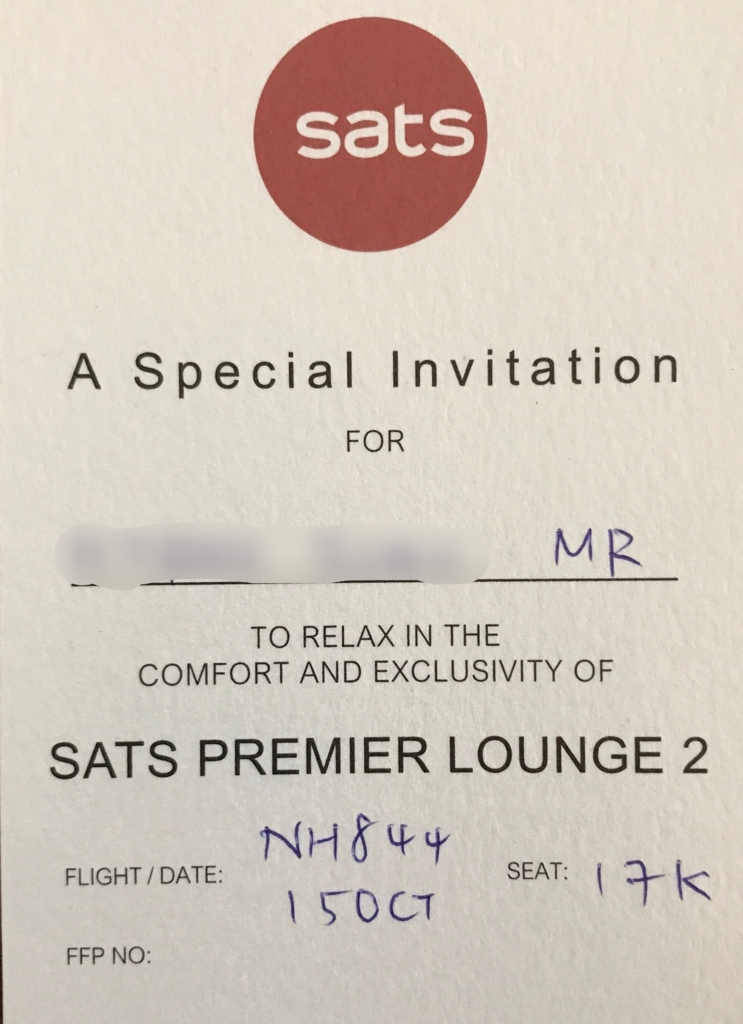 sats
A Special Invitation
FOR
MR
TO RELAX IN THE
COMFORT AND EXCLUSIVITY OF
SATS PREMIER LOUNGE 2
FLIGHT / DATE: NH844
15OCT
SEAT: 17K
FFP NO: